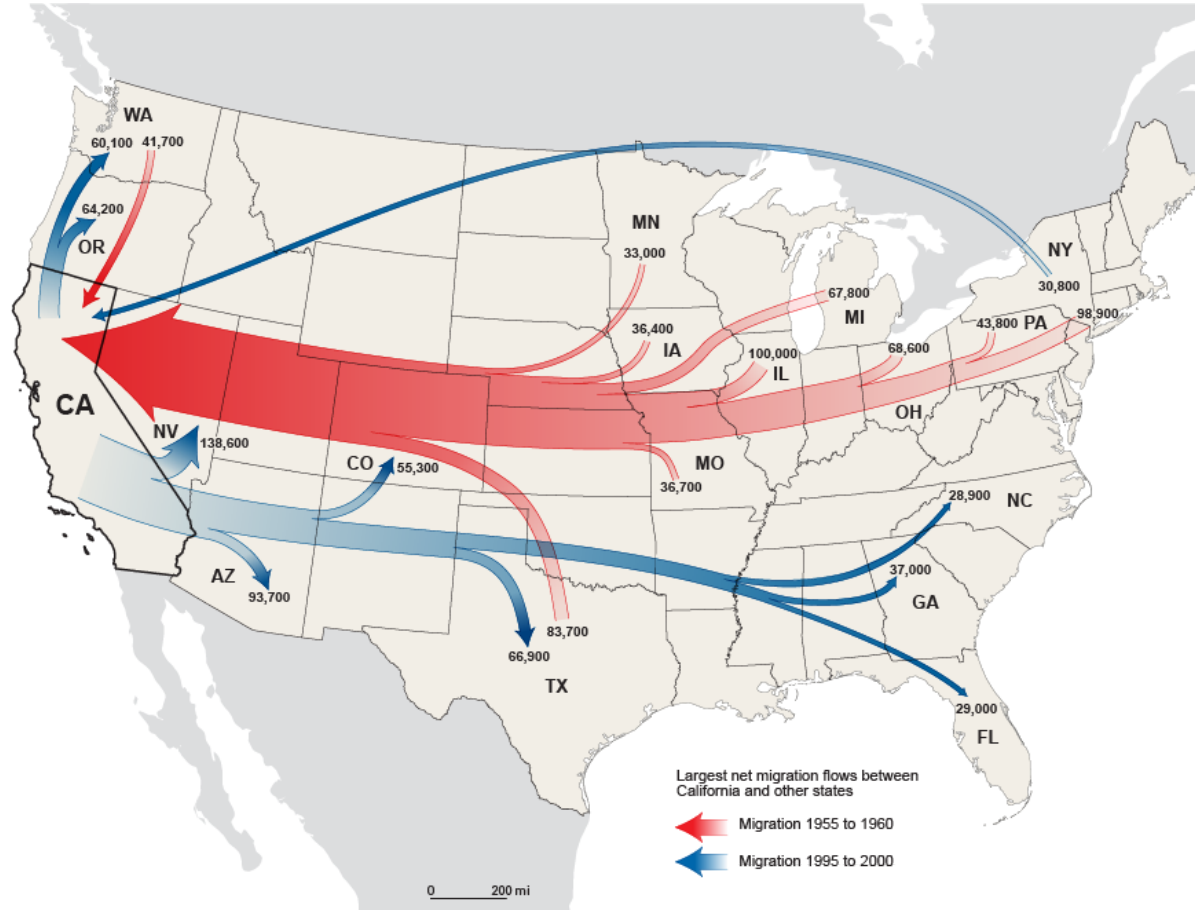 WA
60,100
41,700
64,200
OR
MN
33,000
NY
30,800
67,800
MI
36,400
IA
43,800
PA
98,900
100,000
IL
68,600
OH
CA
NV
138,600
CO
55,300
MO
36,700
28,900
NC
AZ
93,700
37,000
GA
83,700
66,900
TX
29,000
FL
Largest net migration flows between
California and other states
Migration 1955 to 1960
Migration 1995 to 2000
0 200 mi